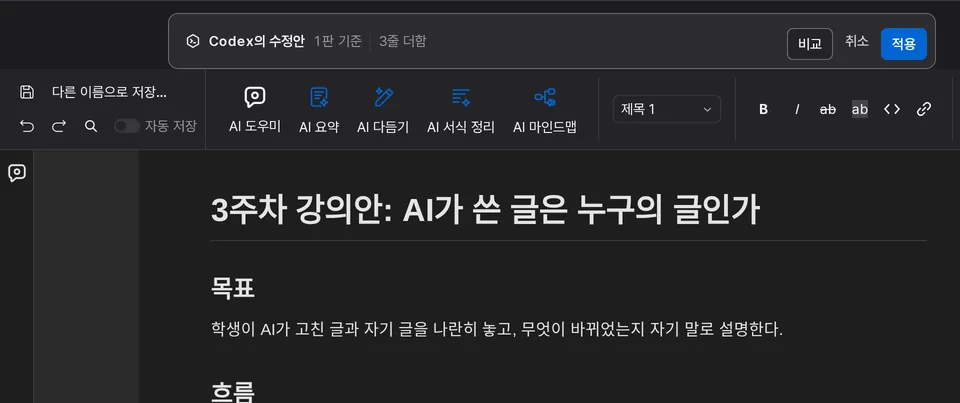 Codex의 수정안 1판 기준 3줄 더함 비교 취소 적용
다른 이름으로 저장...
자동 저장
AI 도우미 AI 요약 AI 다듬기 AI 서식 정리 AI 마인드맵
제목 1
B I ab ab
3주차 강의안: AI가 쓴 글은 누구의 글인가
목표
학생이 AI가 고친 글과 자기 글을 나란히 놓고, 무엇이 바뀌었는지 자기 말로 설명한다.
흐름